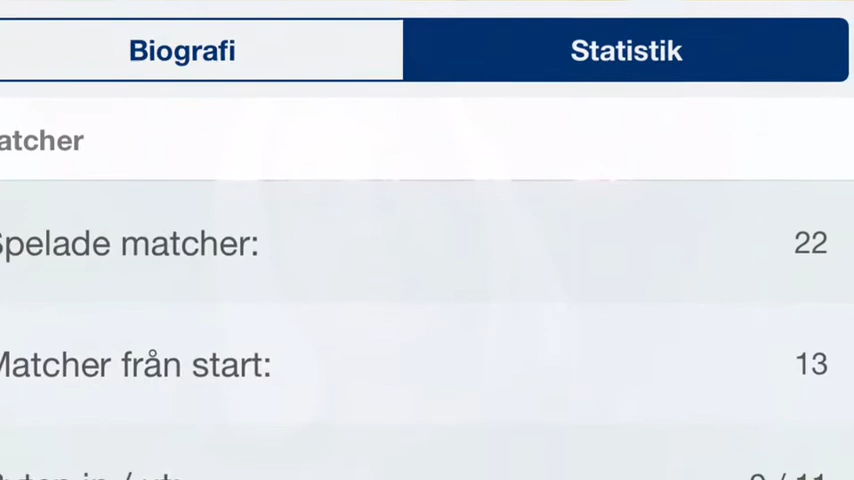 Biografi Statistik
atcher
Spelade matcher: 22
Matcher från start: 13